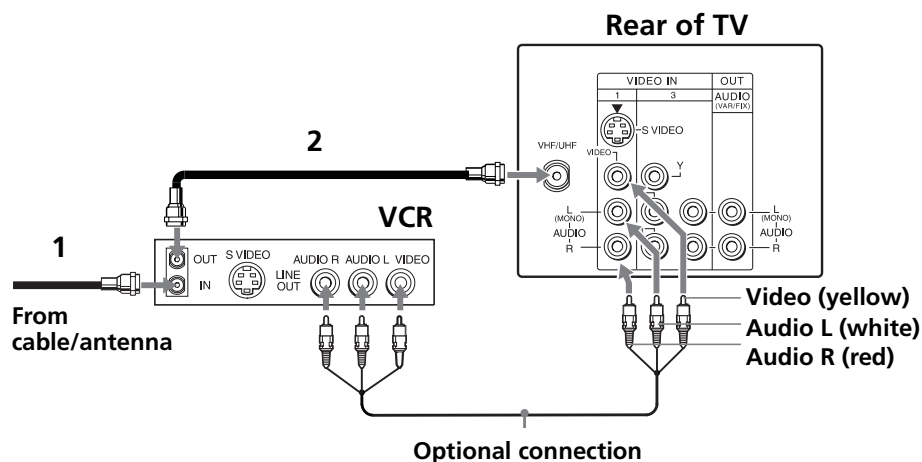 Rear of TV
VIDEO IN
OUT
1
3
AUDIO
(VAR/FIX)
S VIDEO
VHF/UHF
VIDEO
Y
L
(MONO)
AUDIO
R
L
(MONO)
AUDIO
R
2
VCR
1
OUT
IN
S VIDEO
LINE
OUT
AUDIO R
AUDIO L
VIDEO
From
cable/antenna
Video (yellow)
Audio L (white)
Audio R (red)
Optional connection